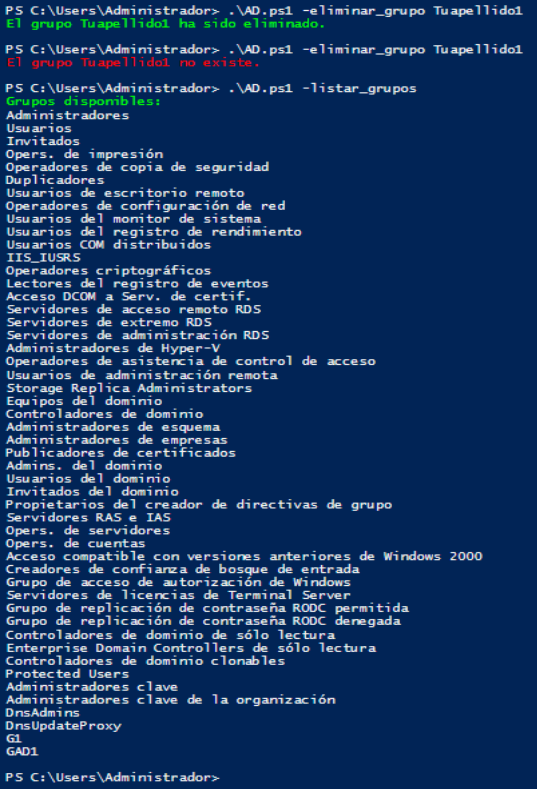 PS C:\Users\Administrador> .\AD.ps1 -eliminar_grupo Tuapellido1
El grupo Tuapellido1 ha sido eliminado.
PS C:\Users\Administrador> .\AD.ps1 -eliminar_grupo Tuapellido1
El grupo Tuapellido1 no existe.
PS C:\Users\Administrador> .\AD.ps1 -listar_grupos
Grupos disponibles:
Administradores
Usuarios
Invitados
Opers. de impresión
Operadores de copia de seguridad
Duplicadores
Usuarios de escritorio remoto
Operadores de configuración de red
Usuarios del monitor de sistema
Usuarios del registro de rendimiento
Usuarios COM distribuidos
IIS_IUSRS
Operadores criptográficos
Lectores del registro de eventos
Acceso DCOM a Serv. de certif.
Servidores de acceso remoto RDS
Servidores de extremo RDS
Servidores de administración RDS
Administradores de Hyper-V
Operadores de asistencia de control de acceso
Usuarios de administración remota
Storage Replica Administrators
Equipos del dominio
Controladores de dominio
Administradores de esquema
Administradores de empresas
Publicadores de certificados
Admins. del dominio
Usuarios del dominio
Invitados del dominio
Propietarios del creador de directivas de grupo
Servidores RAS e IAS
Opers. de servidores
Opers. de cuentas
Acceso compatible con versiones anteriores de Windows 2000
Creadores de confianza de bosque de entrada
Grupo de acceso de autorización de Windows
Servidores de licencias de Terminal Server
Grupo de replicación de contraseña RODC permitida
Grupo de replicación de contraseña RODC denegada
Controladores de dominio de sólo lectura
Enterprise Domain Controllers de sólo lectura
Controladores de dominio clonables
Protected Users
Administradores clave
Administradores clave de la organización
DnsAdmins
DnsUpdateProxy
G1
GAD1
PS C:\Users\Administrador>